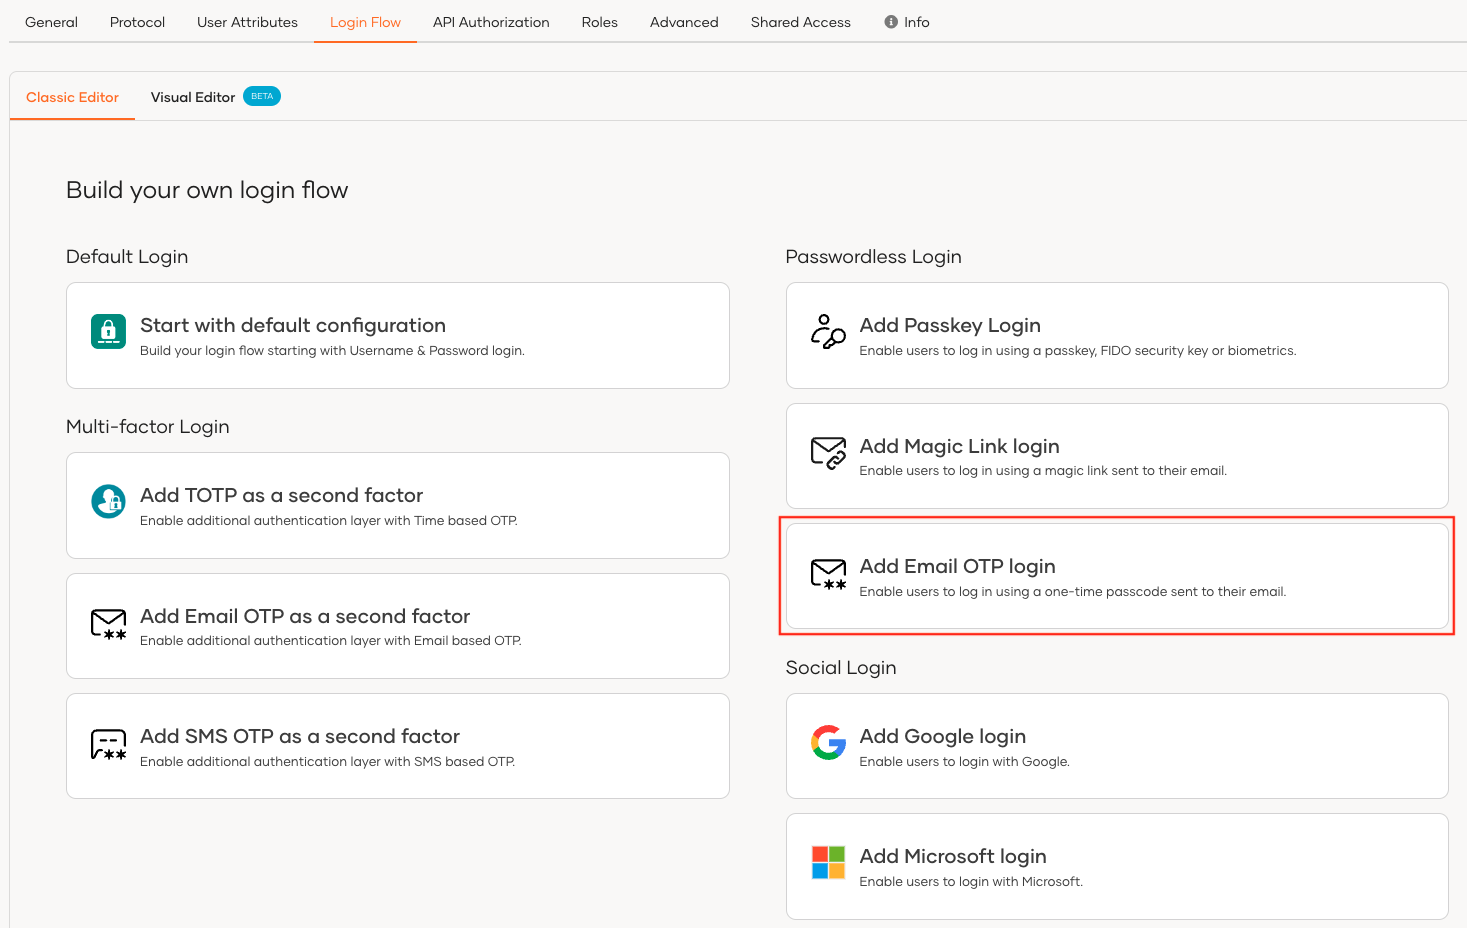 General Protocol User Attributes Login Flow API Authorization Roles Advanced Shared Access Info
Classic Editor Visual Editor BETA
Build your own login flow
Default Login
Start with default configuration
Build your login flow starting with Username & Password login.
Multi-factor Login
Add TOTP as a second factor
Enable additional authentication layer with Time based OTP.
Add Email OTP as a second factor
Enable additional authentication layer with Email based OTP.
Add SMS OTP as a second factor
Enable additional authentication layer with SMS based OTP.
Passwordless Login
Add Passkey Login
Enable users to log in using a passkey, FIDO security key or biometrics.
Add Magic Link login
Enable users to log in using a magic link sent to their email.
Add Email OTP login
Enable users to log in using a one-time passcode sent to their email.
Social Login
Add Google login
Enable users to login with Google.
Add Microsoft login
Enable users to login with Microsoft.